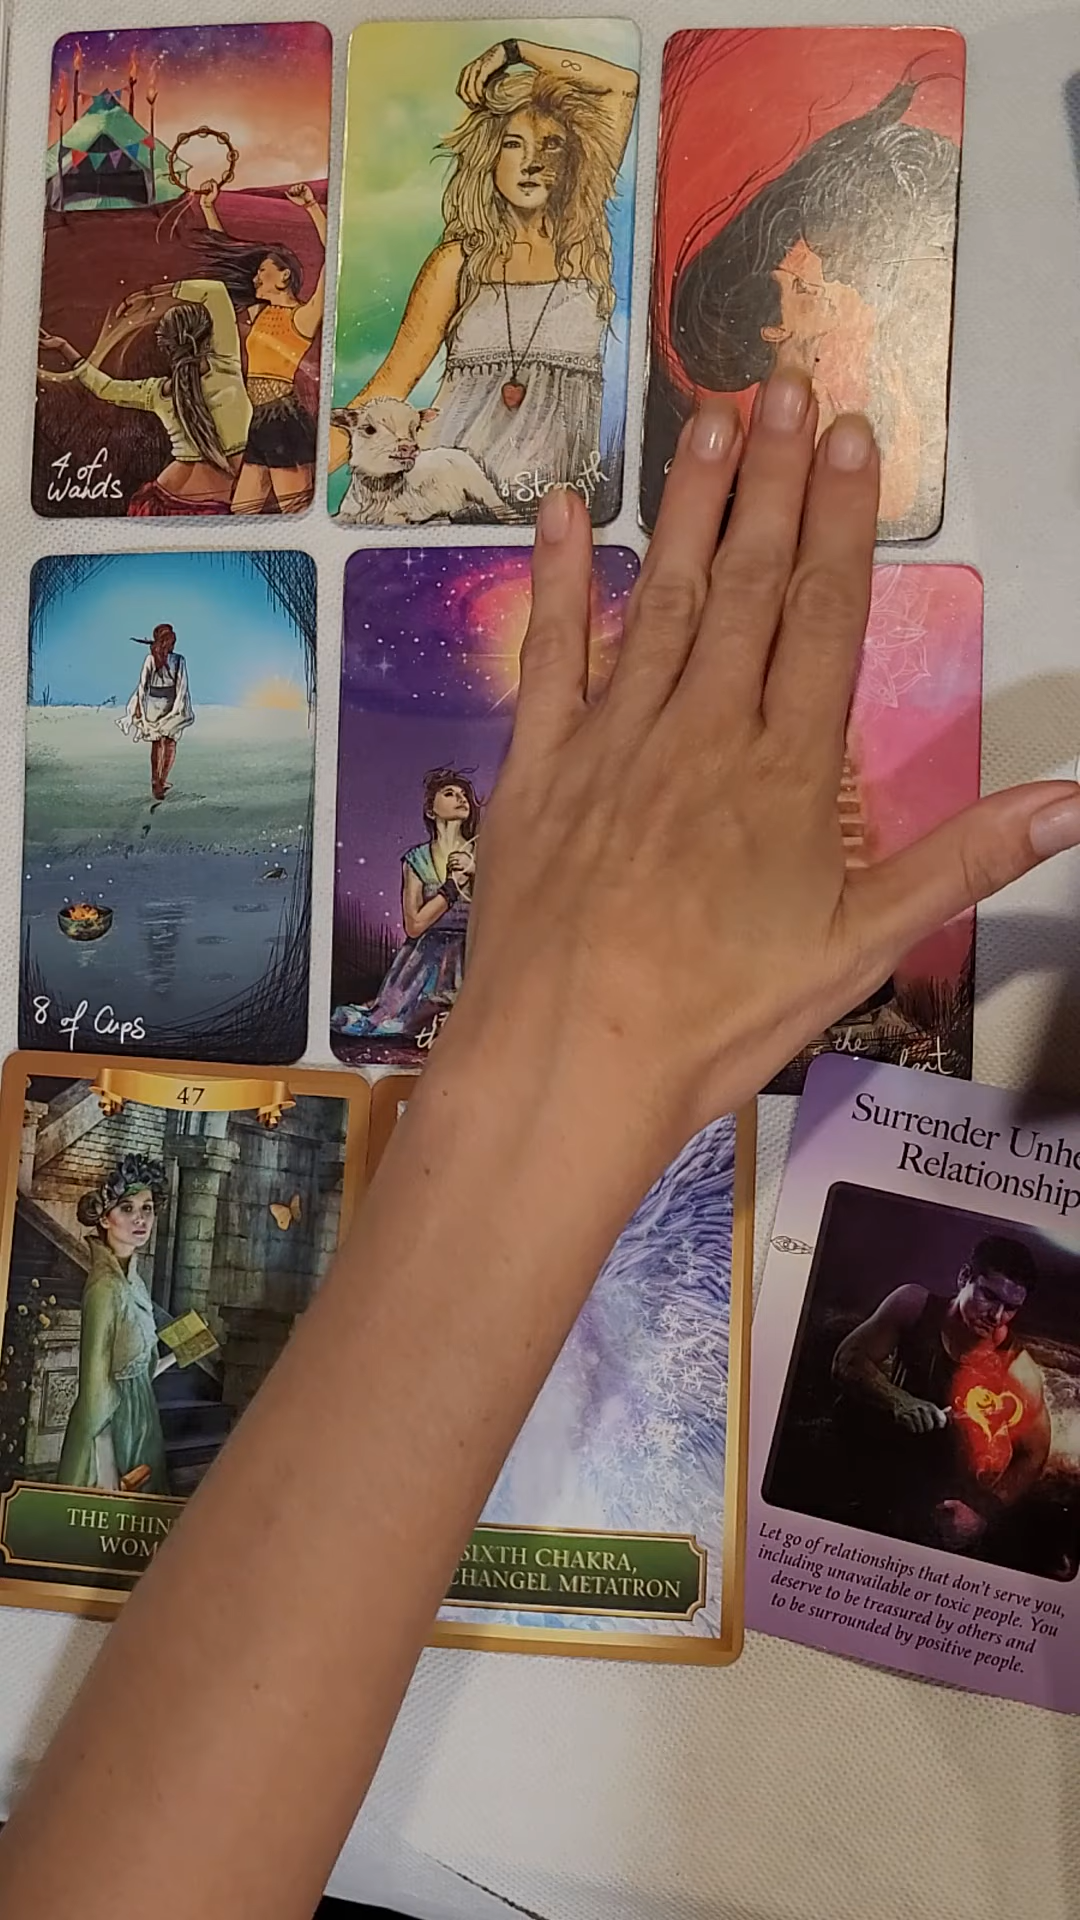 4 of
Wands
8 Strength
8 of Cups
the
47
THE THIN
WOM
SIXTH CHAKRA,
CHANGEL METATRON
Surrender Unhe
Relationship
Let go of relationships that don't serve you,
including unavailable or toxic people. You
deserve to be treasured by others and
to be surrounded by positive people.